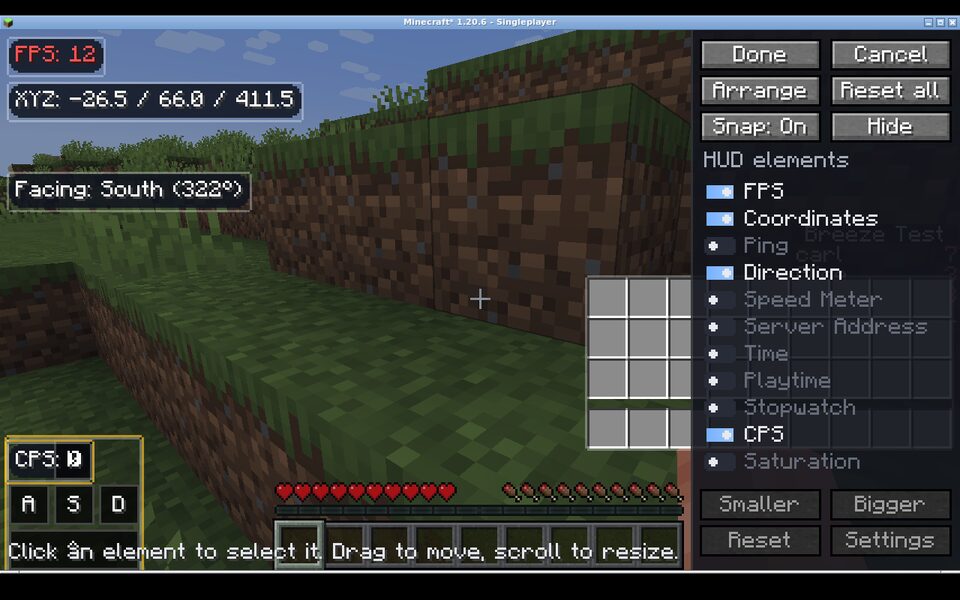 Minecraft* 1.20.6 - Singleplayer
FPS: 12
XYZ: -26.5 / 66.0 / 411.5
Facing: South (322°)
CPS: 0
A S D
Click an element to select it. Drag to move, scroll to resize.
Done Cancel
Arrange Reset all
Snap: On Hide
HUD elements
FPS
Coordinates
Breeze Test
Ping
carl
Direction
Speed Meter
Server Address
Time
Playtime
Stopwatch
CPS
Saturation
Smaller Bigger
Reset Settings